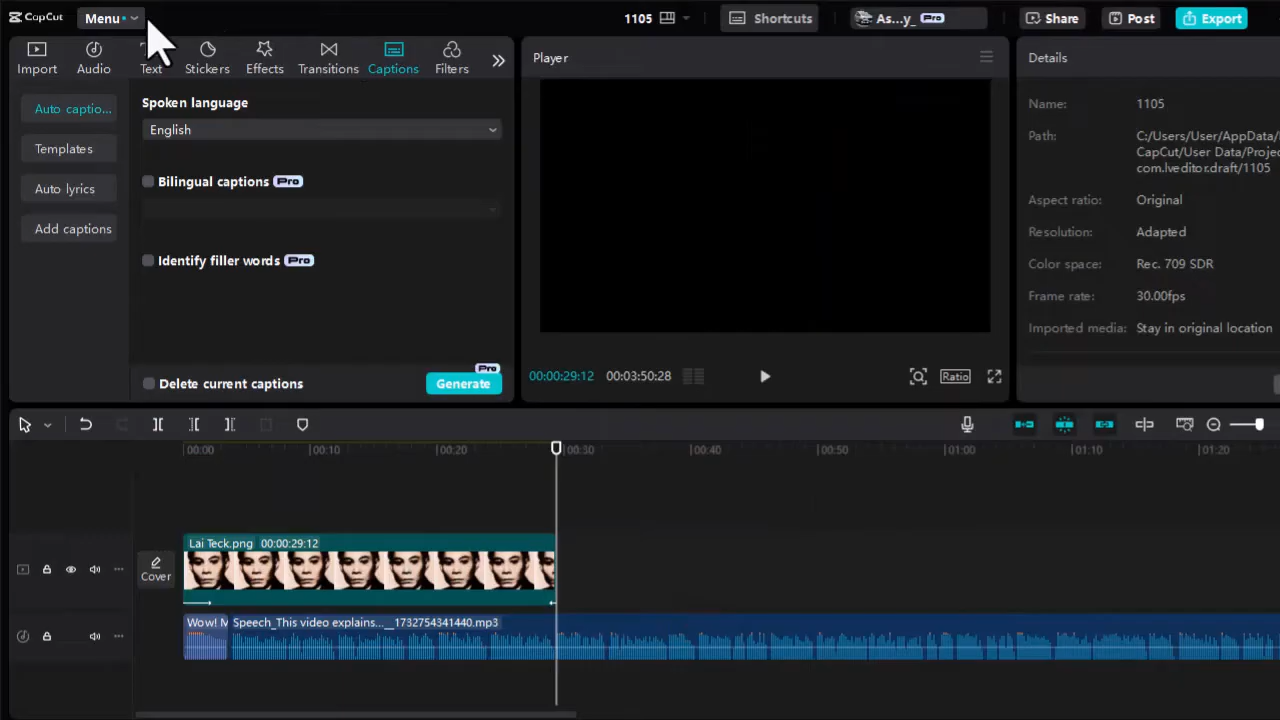 CapCut
Menu
1105
Shortcuts
As...y_ Pro
Share
Post
Export
Import
Audio
Text
Stickers
Effects
Transitions
Captions
Filters
Auto captio...
Templates
Auto lyrics
Add captions
Spoken language
English
Bilingual captions Pro
Identify filler words Pro
Delete current captions
Pro
Generate
Player
00:00:29:12 00:03:50:28
Ratio
Details
Name: 1105
Path: C:/Users/User/AppData/
CapCut/User Data/Projec
com.lveditor.draft/1105
Aspect ratio: Original
Resolution: Adapted
Color space: Rec. 709 SDR
Frame rate: 30.00fps
Imported media: Stay in original location
00:00 00:10 00:20 00:30 00:40 00:50 01:00 01:10 01:20
Lai Teck.png 00:00:29:12
Cover
Wow! M Speech_This video explains...__1732754341440.mp3